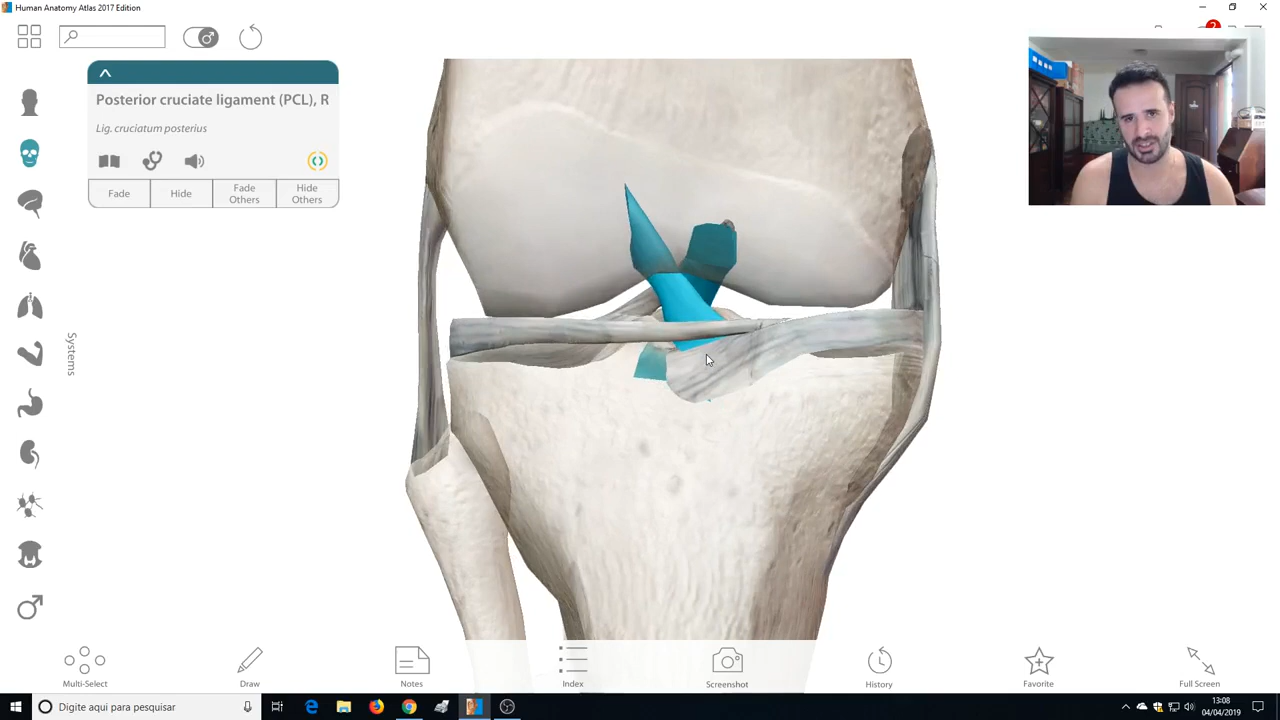 Human Anatomy Atlas 2017 Edition
2
Posterior cruciate ligament (PCL), R
Lig. cruciatum posterius
Fade
Hide
Fade Others
Hide Others
Systems
Multi-Select
Draw
Notes
Index
Screenshot
History
Favorite
Full Screen
Digite aqui para pesquisar
13:08
04/04/2019